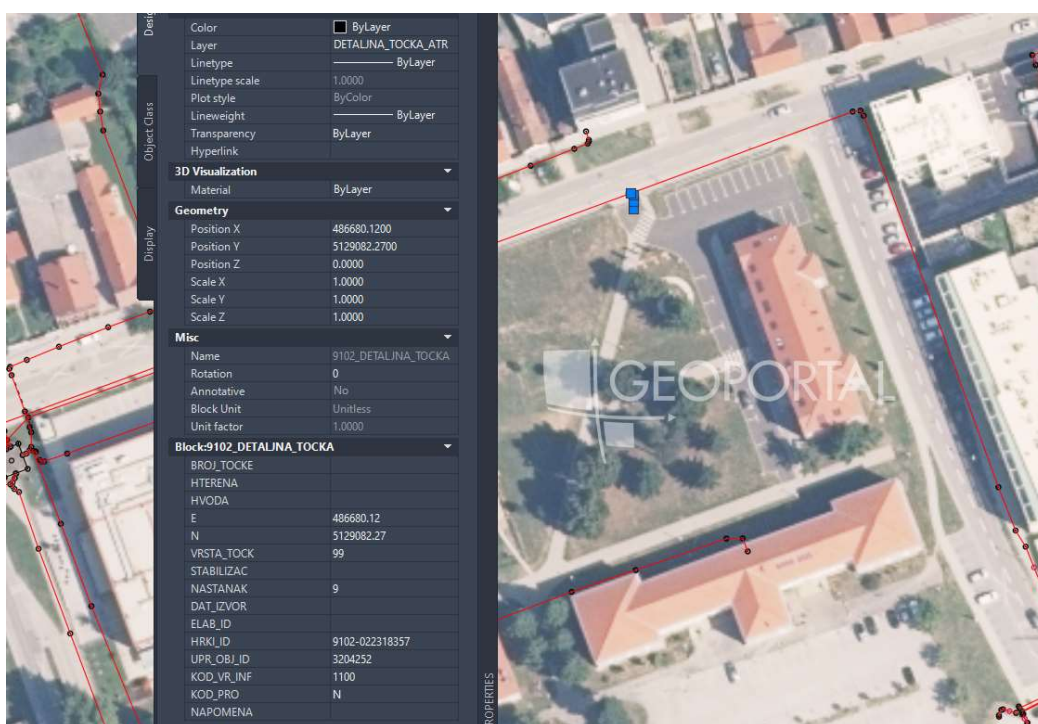 Color ByLayer
Layer DETALJNA_TOCKA_ATR
Linetype ByLayer
Linetype scale 1.0000
Plot style ByColor
Lineweight ByLayer
Transparency ByLayer
Hyperlink
3D Visualization
Material ByLayer
Geometry
Position X 486680.1200
Position Y 5129082.2700
Position Z 0.0000
Scale X 1.0000
Scale Y 1.0000
Scale Z 1.0000
Misc
Name 9102_DETALJNA_TOCKA
Rotation 0
Annotative No
Block Unit Unitless
Unit factor 1.0000
Block:9102_DETALJNA_TOCKA
BROJ_TOCKE
HTERENA
HVODA
E 486680.12
N 5129082.27
VRSTA_TOCK 99
STABILIZAC
NASTANAK 9
DAT_IZVOR
ELAB_ID
HRKI_ID 9102-022318357
UPR_OBJ_ID 3204252
KOD_VR_INF 1100
KOD_PRO N
NAPOMENA
Object Class
Display
GEOPORTAL